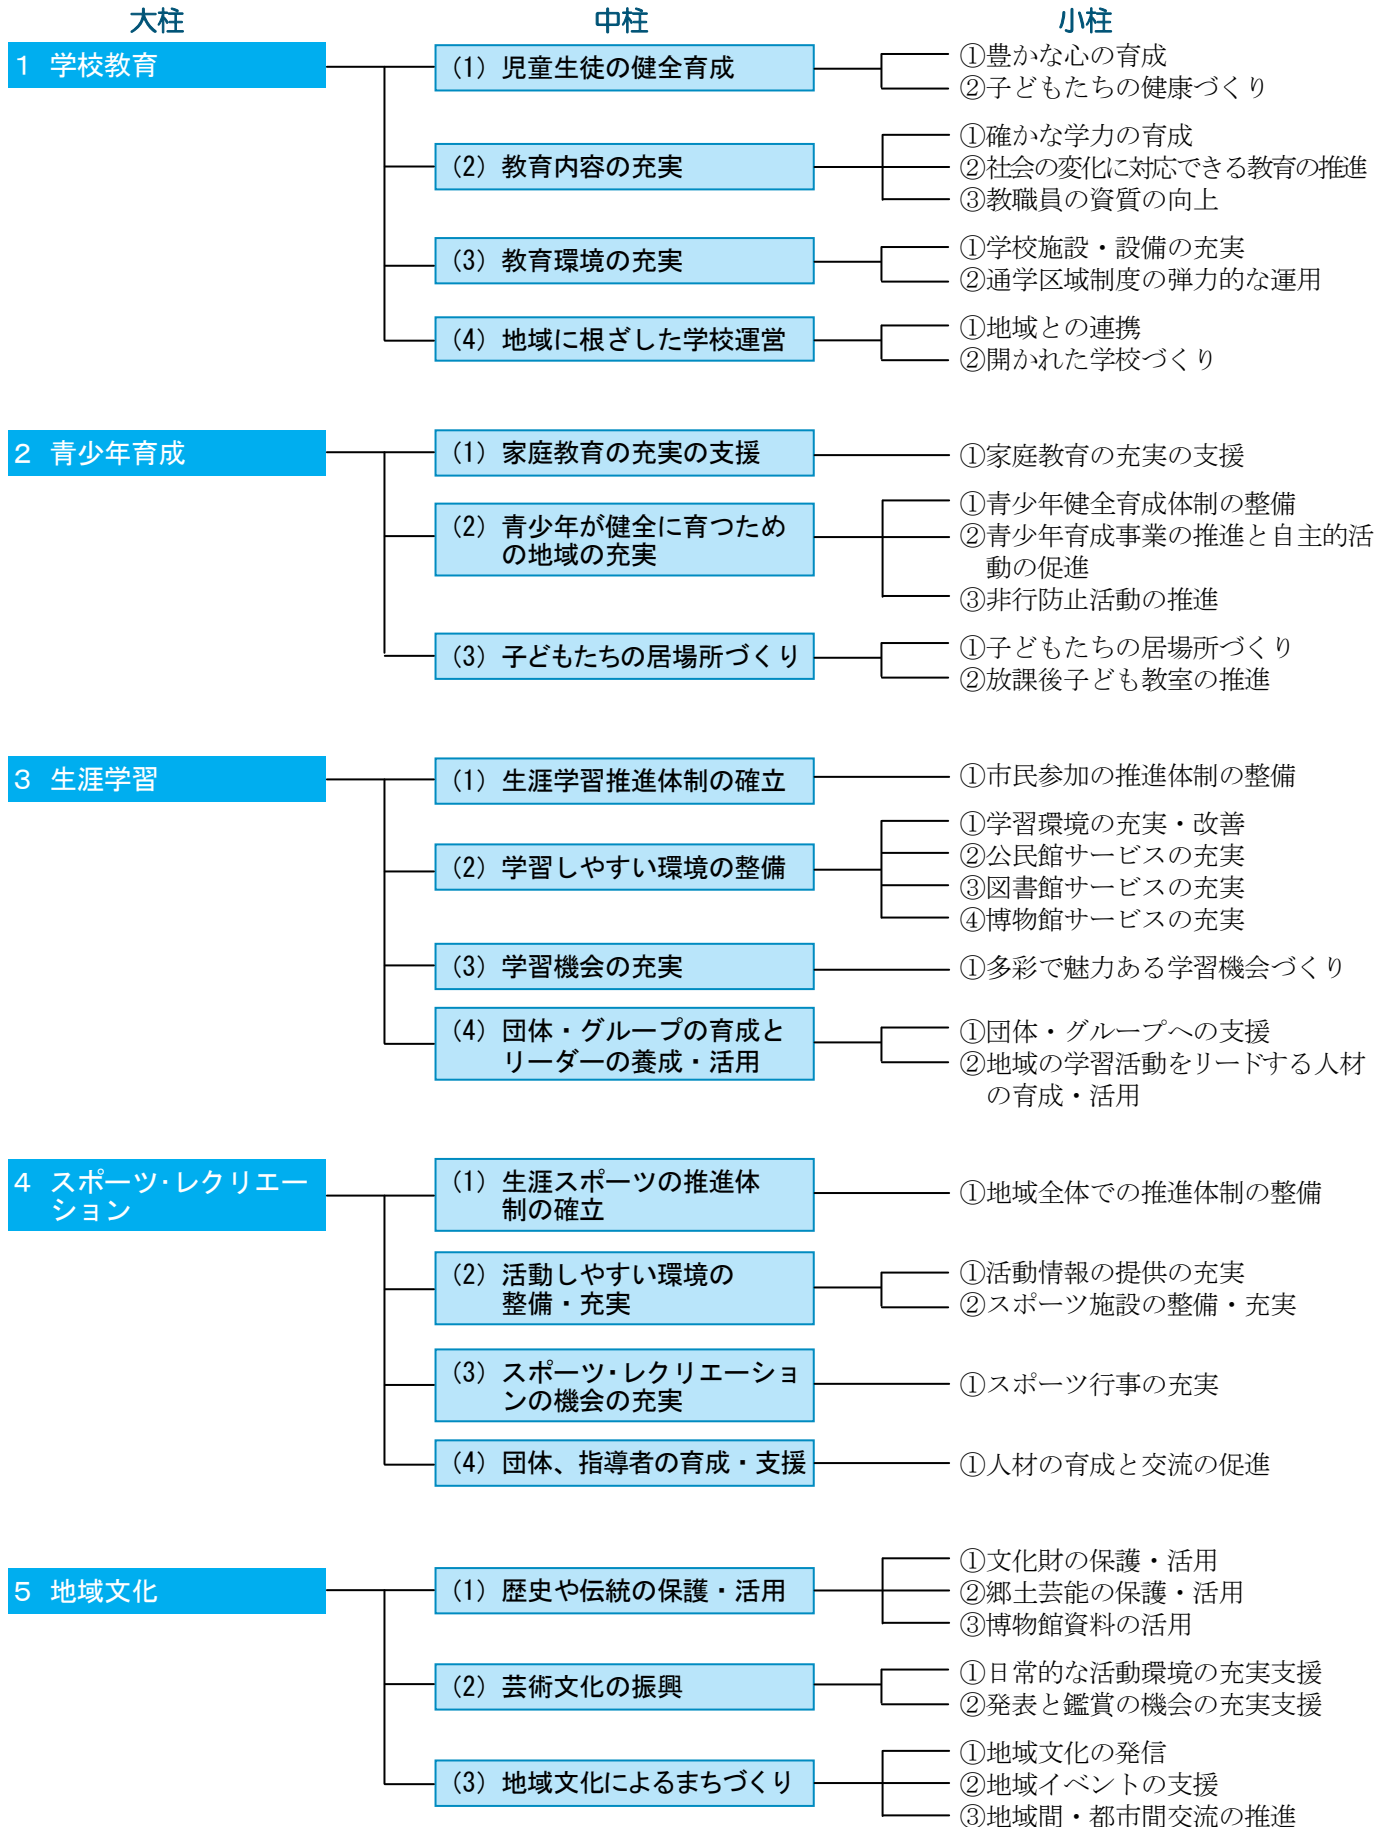 大柱　中柱　小柱
1 学校教育
(1) 児童生徒の健全育成
①豊かな心の育成
②子どもたちの健康づくり
(2) 教育内容の充実
①確かな学力の育成
②社会の変化に対応できる教育の推進
③教職員の資質の向上
(3) 教育環境の充実
①学校施設・設備の充実
②通学区域制度の弾力的な運用
(4) 地域に根ざした学校運営
①地域との連携
②開かれた学校づくり
2 青少年育成
(1) 家庭教育の充実の支援
①家庭教育の充実の支援
(2) 青少年が健全に育つため
の地域の充実
①青少年健全育成体制の整備
②青少年育成事業の推進と自主的活
動の促進
③非行防止活動の推進
(3) 子どもたちの居場所づくり
①子どもたちの居場所づくり
②放課後子ども教室の推進
3 生涯学習
(1) 生涯学習推進体制の確立
①市民参加の推進体制の整備
(2) 学習しやすい環境の整備
①学習環境の充実・改善
②公民館サービスの充実
③図書館サービスの充実
④博物館サービスの充実
(3) 学習機会の充実
①多彩で魅力ある学習機会づくり
(4) 団体・グループの育成と
リーダーの養成・活用
①団体・グループへの支援
②地域の学習活動をリードする人材
の育成・活用
4 スポーツ・レクリエー
ション
(1) 生涯スポーツの推進体
制の確立
①地域全体での推進体制の整備
(2) 活動しやすい環境の
整備・充実
①活動情報の提供の充実
②スポーツ施設の整備・充実
(3) スポーツ・レクリエーショ
ンの機会の充実
①スポーツ行事の充実
(4) 団体、指導者の育成・支援
①人材の育成と交流の促進
5 地域文化
(1) 歴史や伝統の保護・活用
①文化財の保護・活用
②郷土芸能の保護・活用
③博物館資料の活用
(2) 芸術文化の振興
①日常的な活動環境の充実支援
②発表と鑑賞の機会の充実支援
(3) 地域文化によるまちづくり
①地域文化の発信
②地域イベントの支援
③地域間・都市間交流の推進